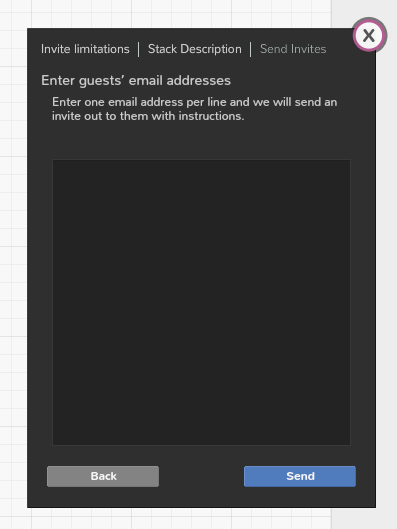 Invite limitations | Stack Description | Send Invites
X
Enter guests’ email addresses
Enter one email address per line and we will send an
invite out to them with instructions.
Back
Send